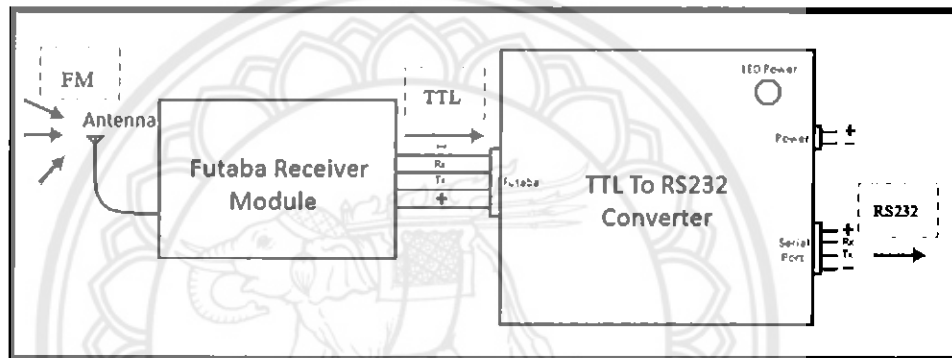 FM
Antenna
Futaba Receiver
Module
TTL
Rx
Tx
+
Futaba
TTL To RS232
Converter
LED Power
Power
+
−
RS232
Serial
Port
+
Rx
Tx
−